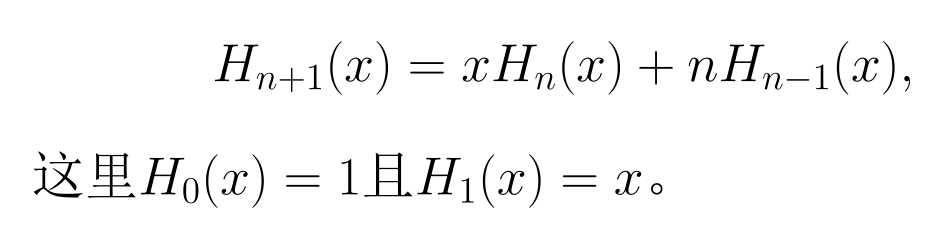 H_{n+1}(x) = xH_n(x) + nH_{n−1}(x),
这里H_0(x) = 1且H_1(x) = x。